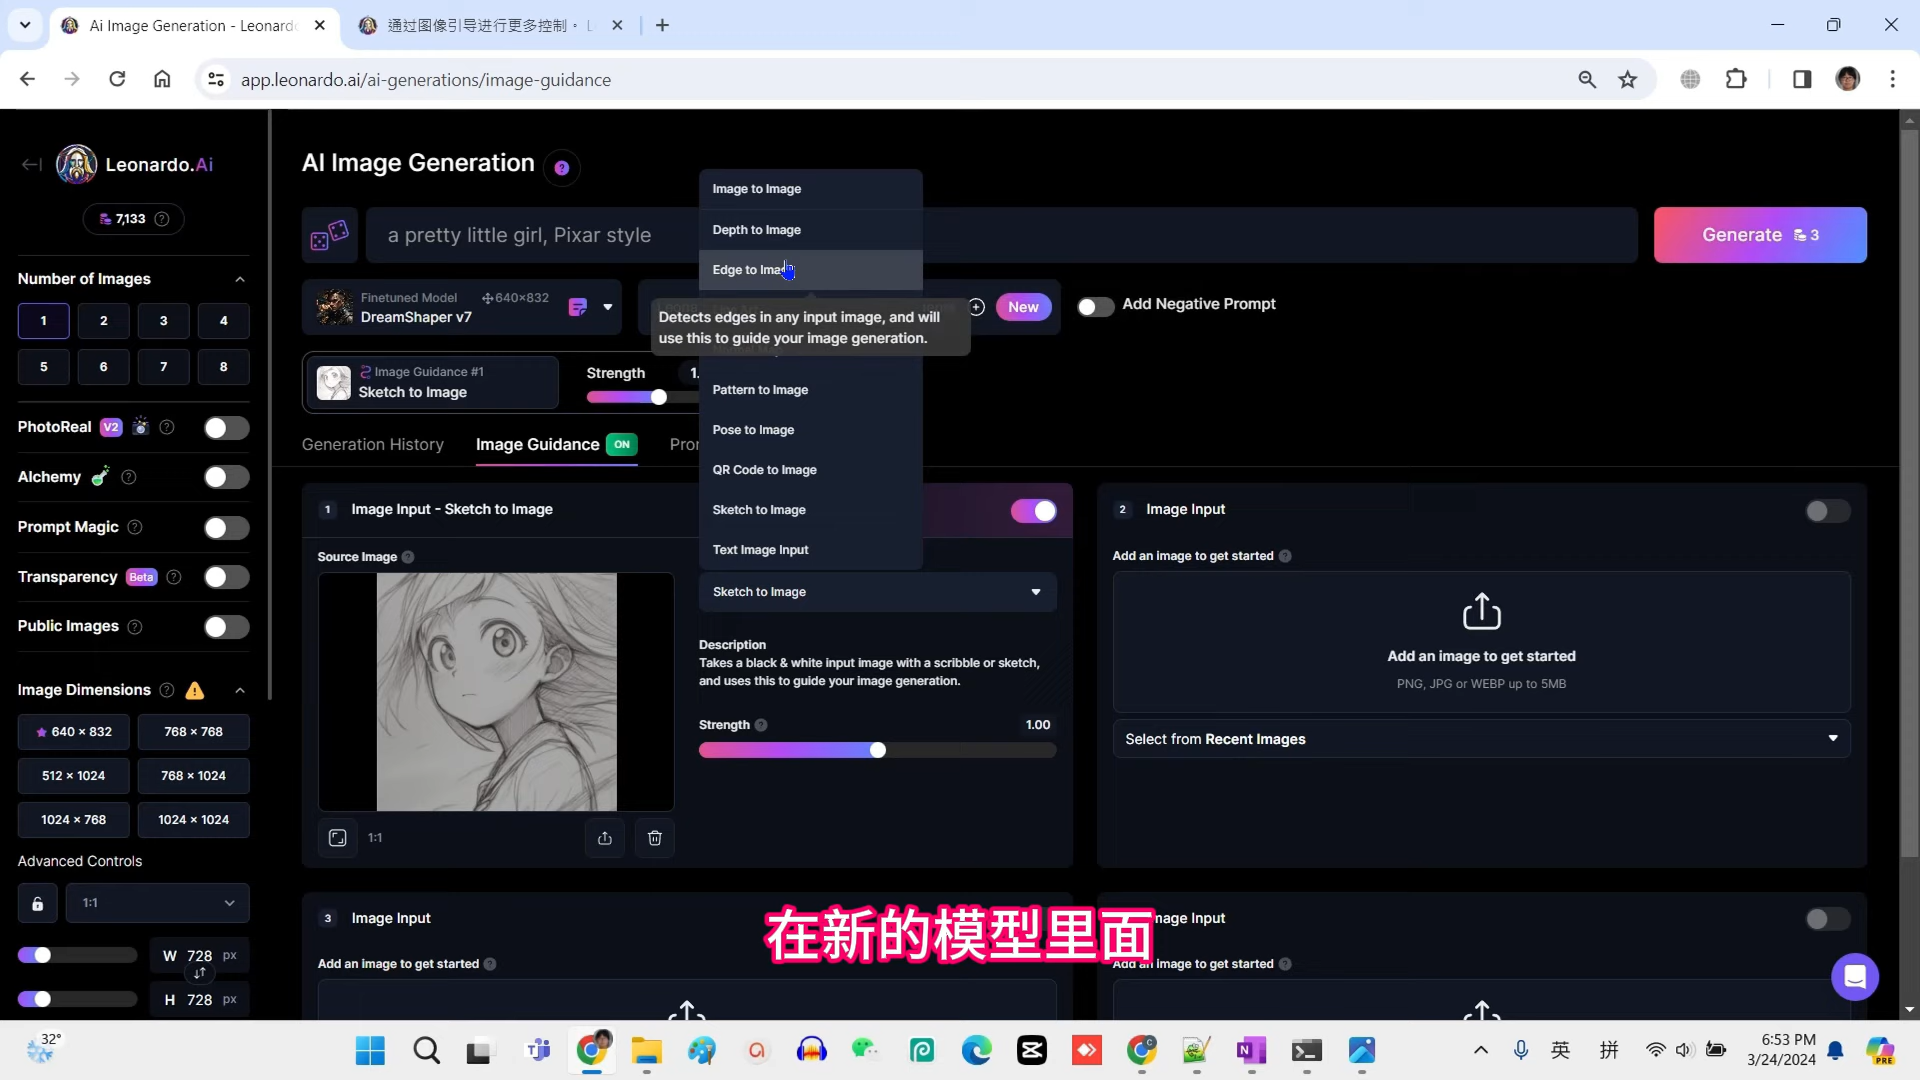 Ai Image Generation - Leonardo
通过图像引导进行更多控制。 L
app.leonardo.ai/ai-generations/image-guidance
Leonardo.Ai
7,133
Number of Images
1
2
3
4
5
6
7
8
PhotoReal V2
Alchemy
Prompt Magic
Transparency Beta
Public Images
Image Dimensions
640 × 832
768 × 768
512 × 1024
768 × 1024
1024 × 768
1024 × 1024
Advanced Controls
1:1
W 728 px
H 728 px
AI Image Generation
a pretty little girl, Pixar style
Generate 3
Finetuned Model 640×832
DreamShaper v7
New
Add Negative Prompt
Image Guidance #1
Sketch to Image
Strength 1.
Generation History
Image Guidance ON
Pro
Image to Image
Depth to Image
Edge to Ima
Detects edges in any input image, and will
use this to guide your image generation.
Pattern to Image
Pose to Image
QR Code to Image
Sketch to Image
Text Image Input
1 Image Input - Sketch to Image
Source Image
Sketch to Image
Description
Takes a black & white input image with a scribble or sketch,
and uses this to guide your image generation.
Strength 1.00
1:1
2 Image Input
Add an image to get started
Add an image to get started
PNG, JPG or WEBP up to 5MB
Select from Recent Images
3 Image Input
Add an image to get started
mage Input
Add an image to get started
在新的模型里面
32°
英
拼
6:53 PM
3/24/2024
PRE